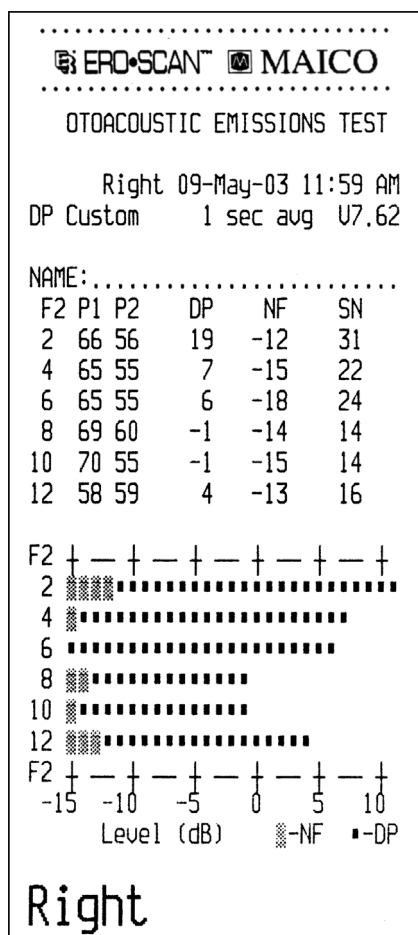 ERO•SCAN™ MAICO
OTOACOUSTIC EMISSIONS TEST
Right 09-May-03 11:59 AM
DP Custom 1 sec avg V7.62
NAME:.........................
F2 P1 P2 DP NF SN
2 66 56 19 -12 31
4 65 55 7 -15 22
6 65 55 6 -18 24
8 69 60 -1 -14 14
10 70 55 -1 -15 14
12 58 59 4 -13 16
F2
2
4
6
8
10
12
F2
-15 -10 -5 0 5 10
Level (dB) ▒-NF ▪-DP
Right